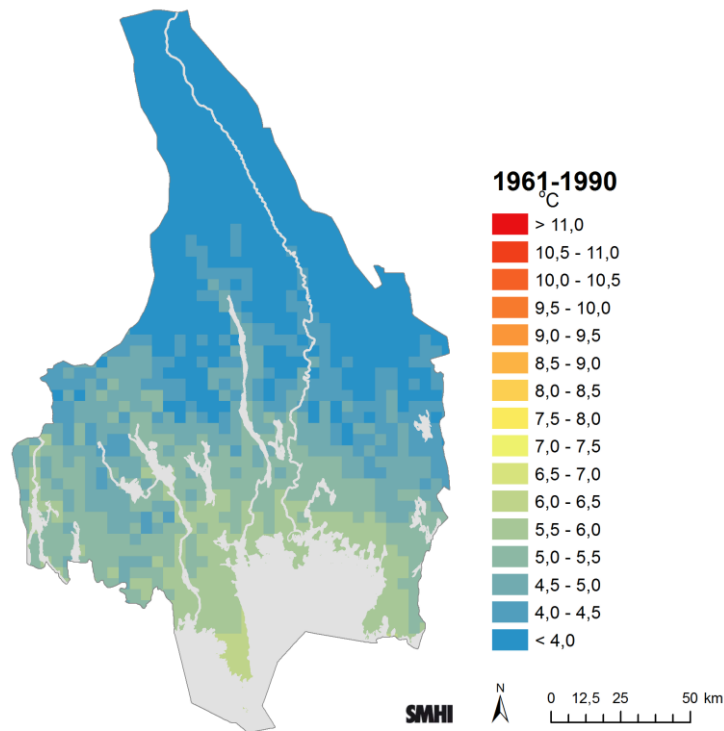 1961-1990
°C
> 11,0
10,5 - 11,0
10,0 - 10,5
9,5 - 10,0
9,0 - 9,5
8,5 - 9,0
8,0 - 8,5
7,5 - 8,0
7,0 - 7,5
6,5 - 7,0
6,0 - 6,5
5,5 - 6,0
5,0 - 5,5
4,5 - 5,0
4,0 - 4,5
< 4,0
SMHI
N
0 12,5 25 50 km